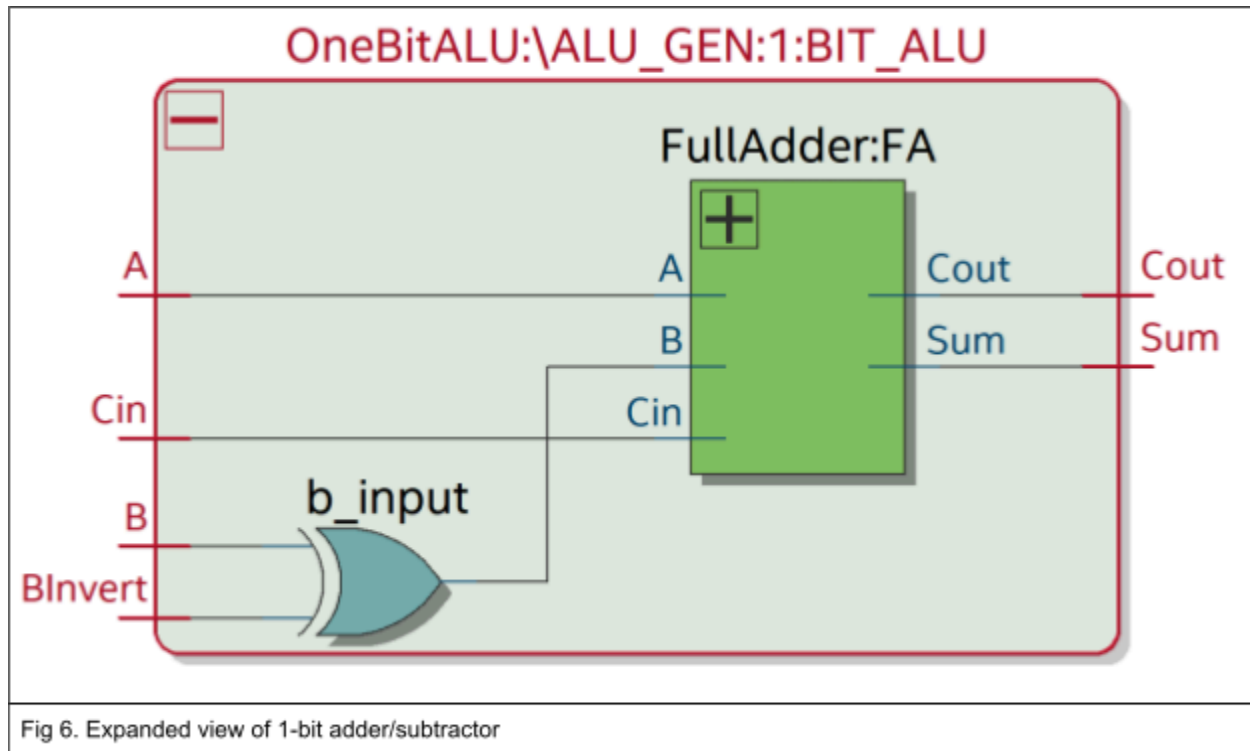 OneBitALU:\ALU_GEN:1:BIT_ALU
FullAdder:FA
A
A
Cout
Cout
B
Sum
Sum
Cin
Cin
b_input
B
BInvert
Fig 6. Expanded view of 1-bit adder/subtractor